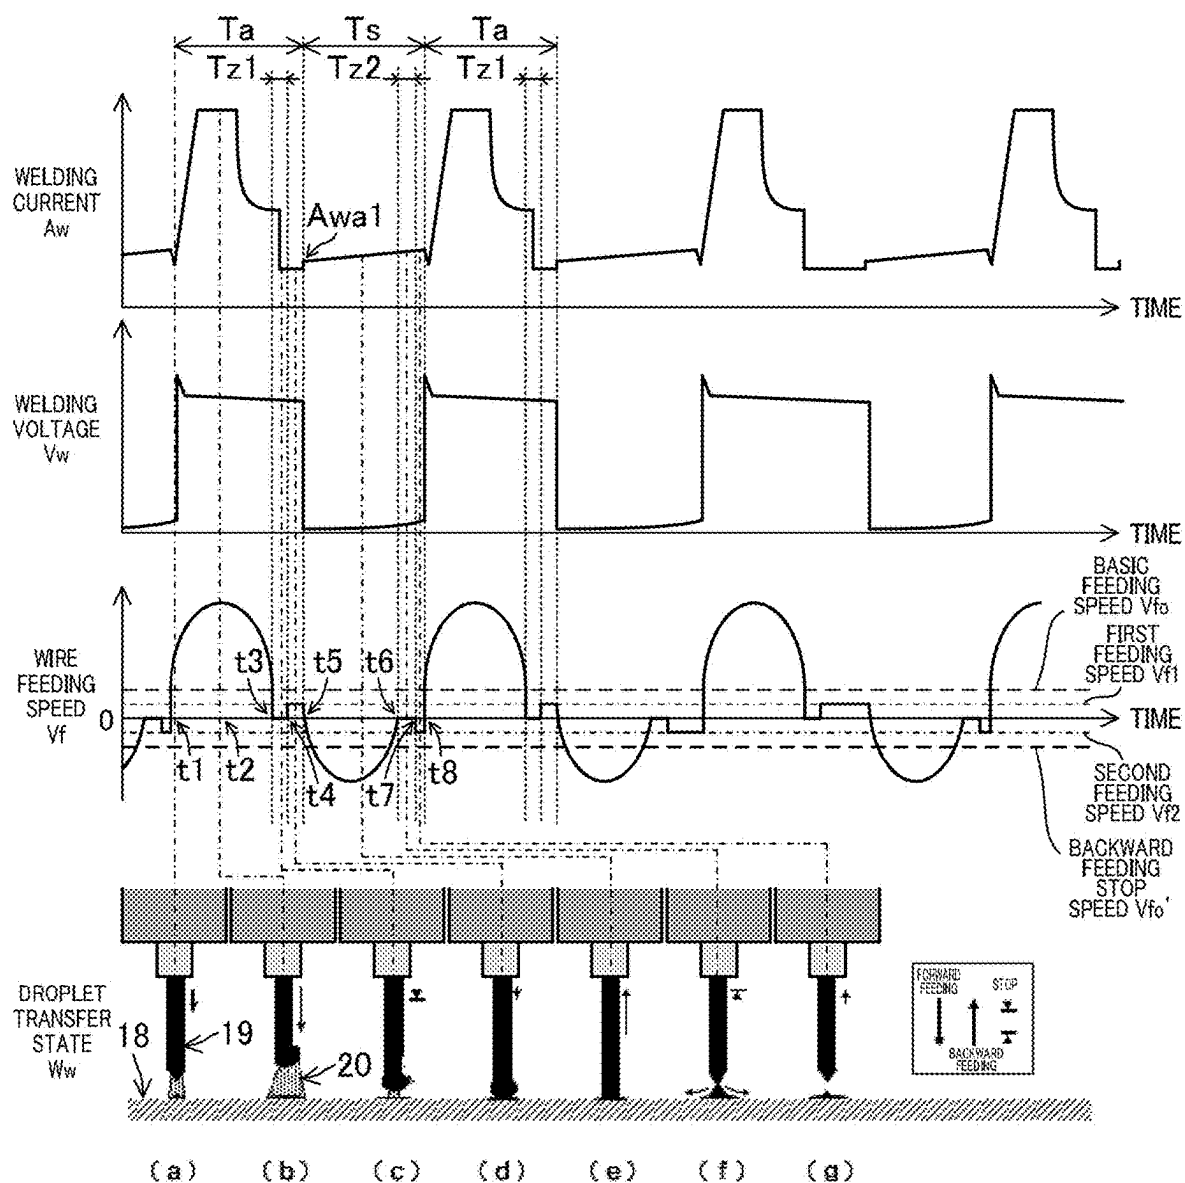 Ta Ts Ta
Tz1 Tz2 Tz1
WELDING
CURRENT
Aw
Awa1
TIME
WELDING
VOLTAGE
Vw
TIME
BASIC
FEEDING
SPEED Vfo
FIRST
FEEDING
SPEED Vf1
WIRE
FEEDING
SPEED
Vf
t3 t5 t6
0
TIME
t1 t2 t4 t7 t8
SECOND
FEEDING
SPEED Vf2
BACKWARD
FEEDING
STOP
SPEED Vfo'
DROPLET
TRANSFER
STATE
Ww
18
19
20
FORWARD
FEEDING
STOP
BACKWARD
FEEDING
(a) (b) (c) (d) (e) (f) (g)